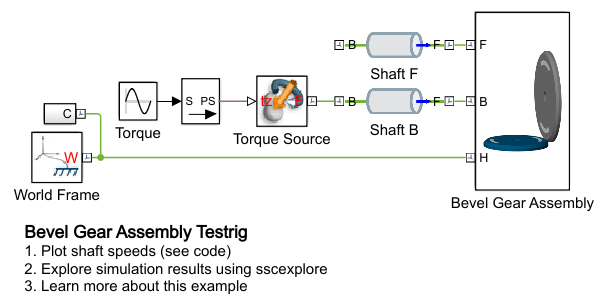 B F F
Shaft F
C S PS tz F B F B
Torque Torque Source Shaft B
W H
World Frame Bevel Gear Assembly
Bevel Gear Assembly Testrig
1. Plot shaft speeds (see code)
2. Explore simulation results using sscexplore
3. Learn more about this example